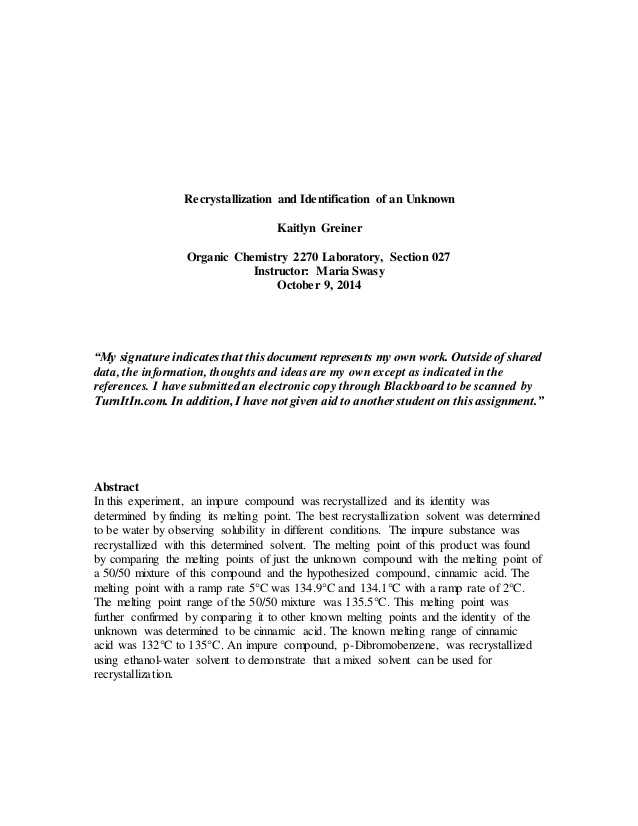 Recrystallization and Identification of an Unknown
Kaitlyn Greiner
Organic Chemistry 2270 Laboratory, Section 027
Instructor: Maria Swasy
October 9, 2014
“My signature indicates that this document represents my own work. Outside of shared
data, the information, thoughts and ideas are my own except as indicated in the
references. I have submitted an electronic copy through Blackboard to be scanned by
TurnItIn.com. In addition, I have not given aid to another student on this assignment.”
Abstract
In this experiment, an impure compound was recrystallized and its identity was
determined by finding its melting point. The best recrystallization solvent was determined
to be water by observing solubility in different conditions. The impure substance was
recrystallized with this determined solvent. The melting point of this product was found
by comparing the melting points of just the unknown compound with the melting point of
a 50/50 mixture of this compound and the hypothesized compound, cinnamic acid. The
melting point with a ramp rate 5°C was 134.9°C and 134.1°C with a ramp rate of 2°C.
The melting point range of the 50/50 mixture was 135.5°C. This melting point was
further confirmed by comparing it to other known melting points and the identity of the
unknown was determined to be cinnamic acid. The known melting range of cinnamic
acid was 132°C to 135°C. An impure compound, p-Dibromobenzene, was recrystallized
using ethanol-water solvent to demonstrate that a mixed solvent can be used for
recrystallization.